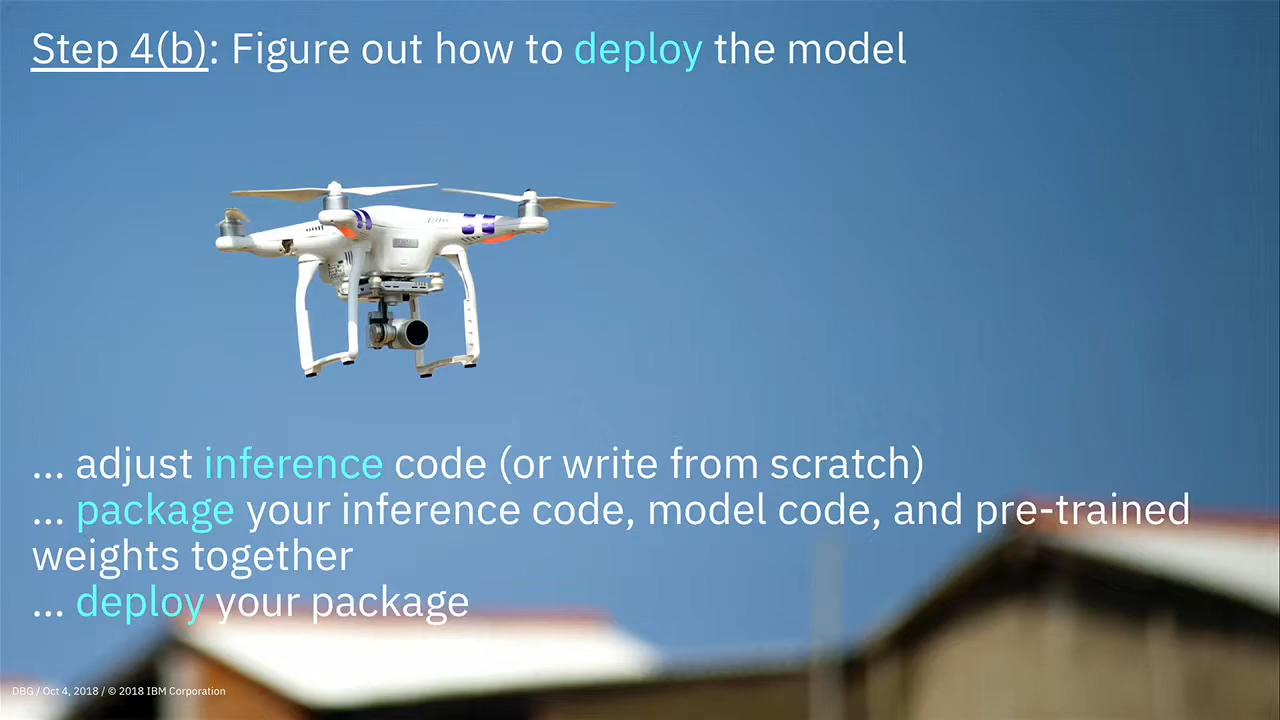 Step 4(b): Figure out how to deploy the model
... adjust inference code (or write from scratch)
... package your inference code, model code, and pre-trained
weights together
... deploy your package
DBG / Oct 4, 2018 / © 2018 IBM Corporation